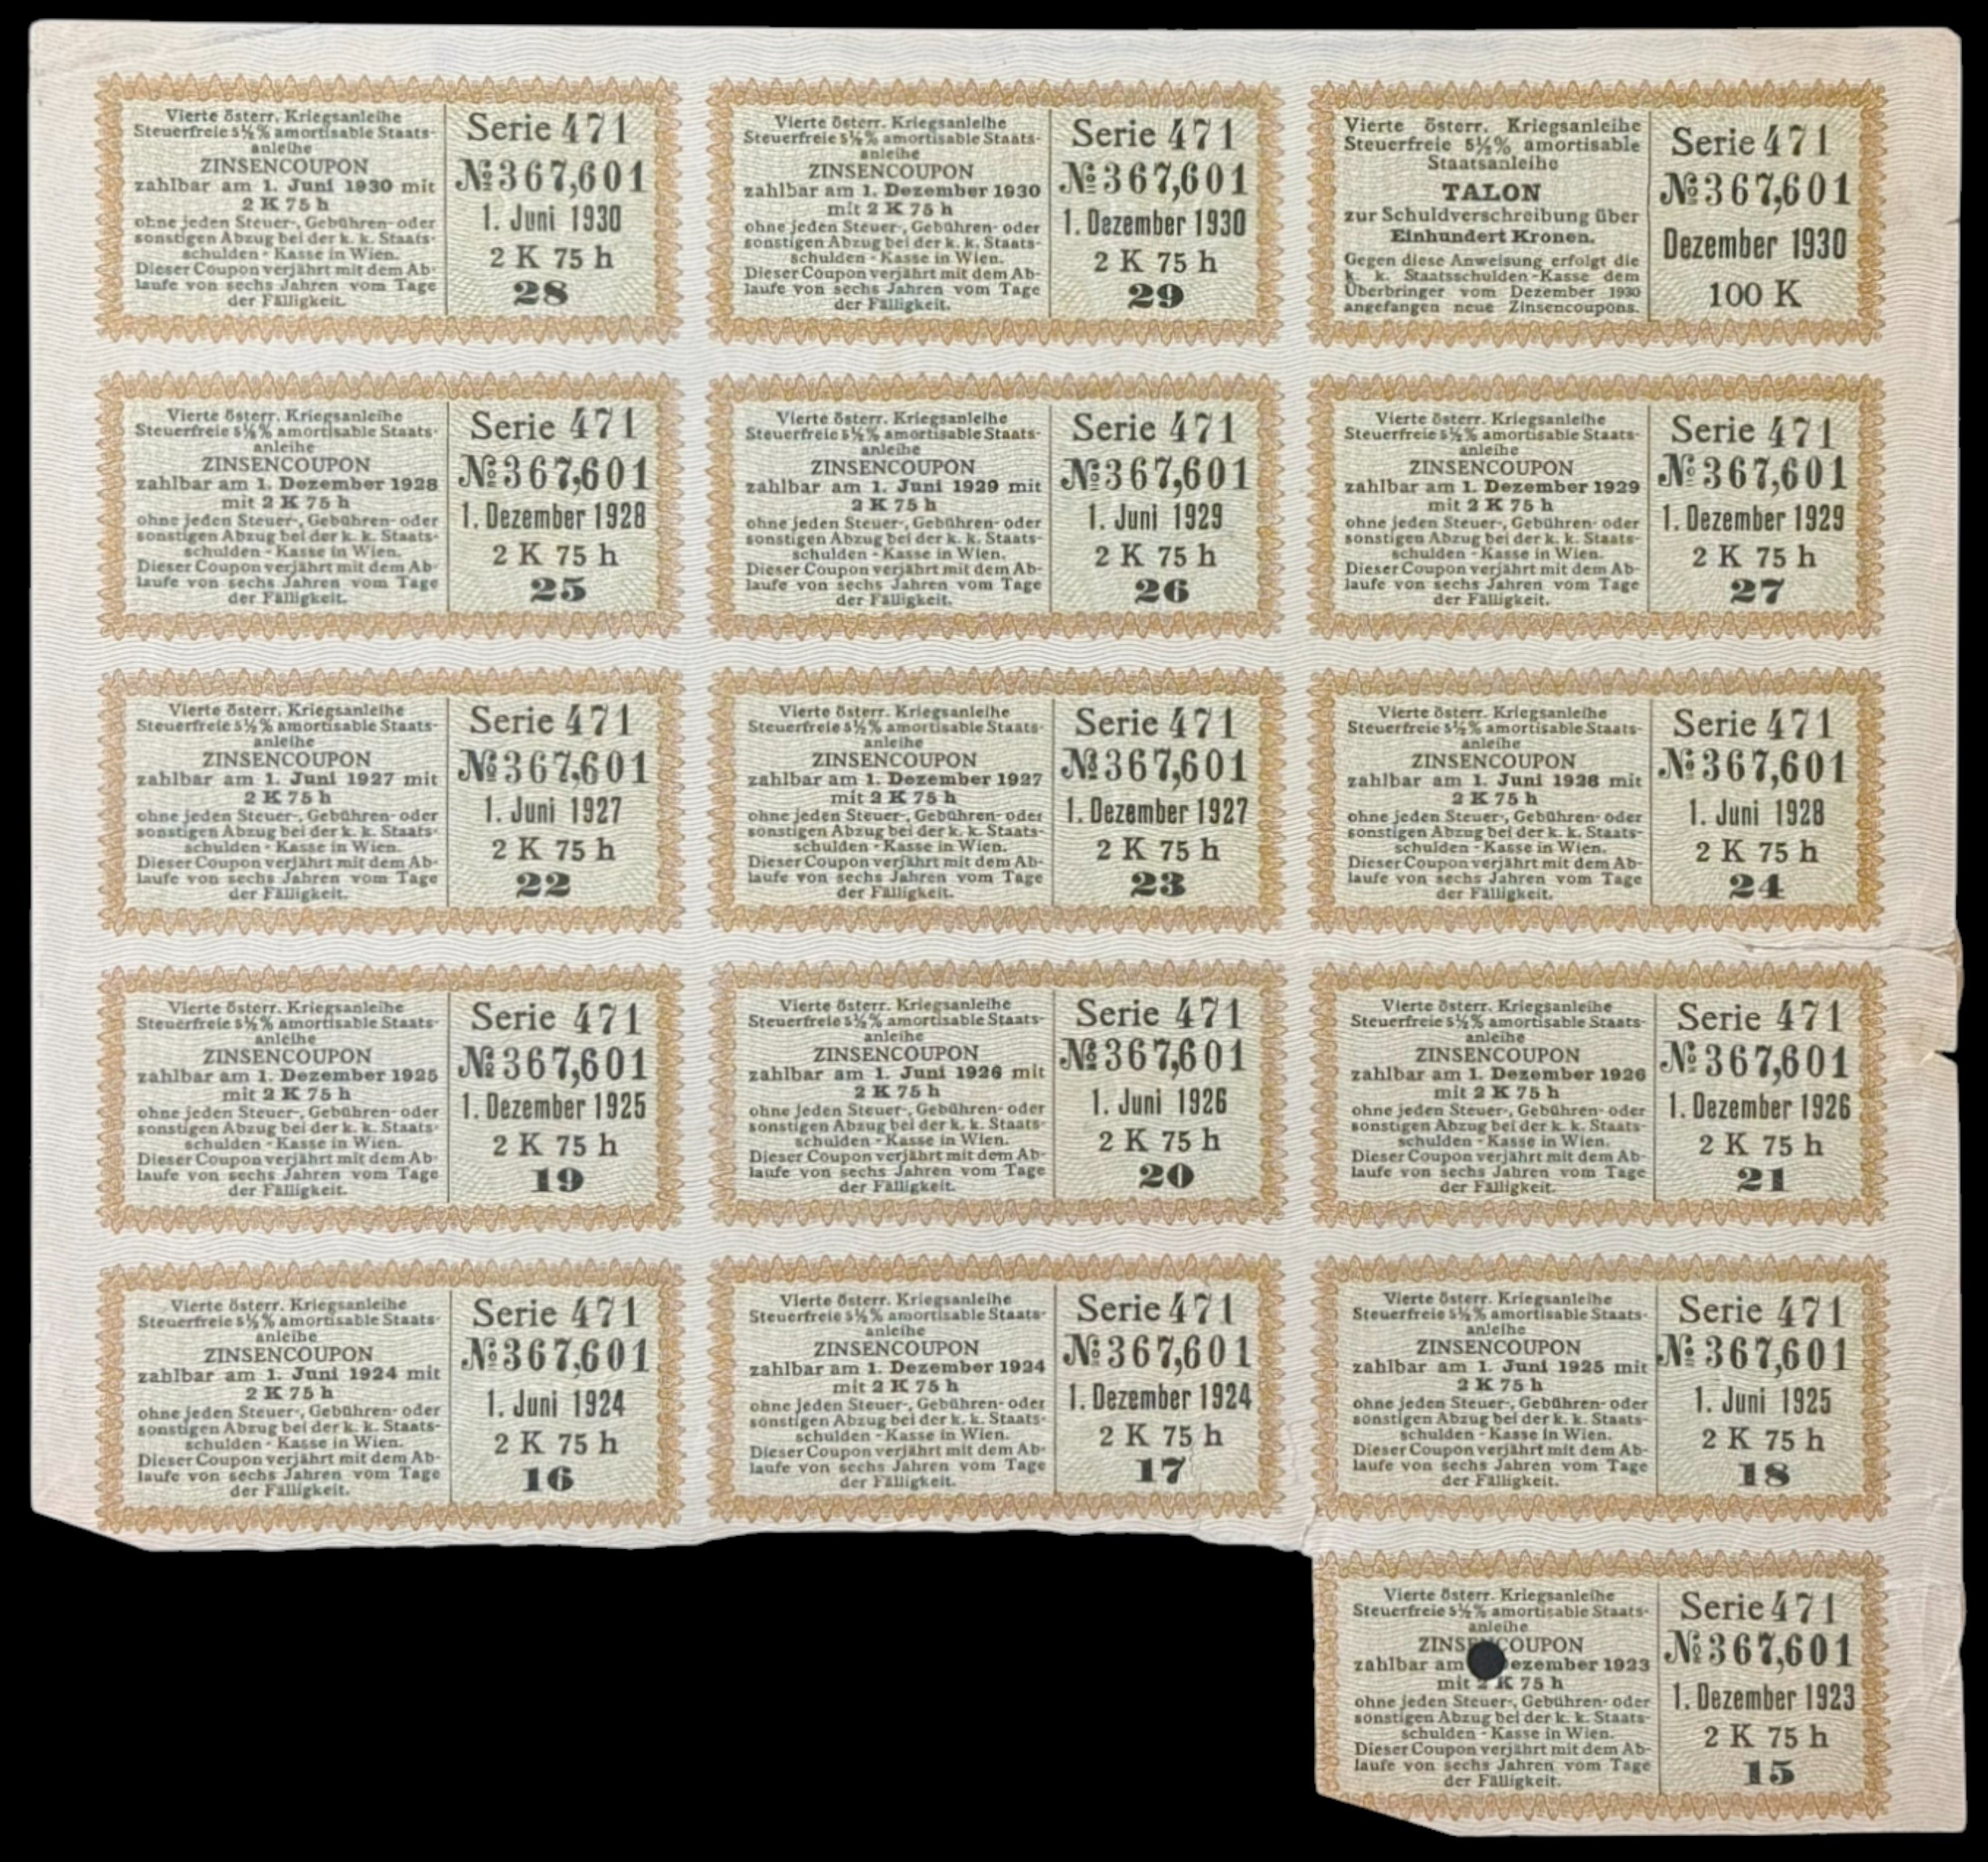 Vierte österr. Kriegsanleihe
Steuerfreie 5½% amortisable Staats-
anleihe
ZINSENCOUPON
zahlbar am 1. Juni 1930 mit
2 K 75 h
ohne jeden Steuer-, Gebühren- oder
sonstigen Abzug bei der k. k. Staats-
schulden - Kasse in Wien.
Dieser Coupon verjährt mit dem Ab-
laufe von sechs Jahren vom Tage
der Fälligkeit.
Serie 471
№ 367,601
1. Juni 1930
2 K 75 h
28
Vierte österr. Kriegsanleihe
Steuerfreie 5½% amortisable Staats-
anleihe
ZINSENCOUPON
zahlbar am 1. Dezember 1930
mit 2 K 75 h
ohne jeden Steuer-, Gebühren- oder
sonstigen Abzug bei der k. k. Staats-
schulden - Kasse in Wien.
Dieser Coupon verjährt mit dem Ab-
laufe von sechs Jahren vom Tage
der Fälligkeit.
Serie 471
№ 367,601
1. Dezember 1930
2 K 75 h
29
Vierte österr. Kriegsanleihe
Steuerfreie 5½% amortisable
Staatsanleihe
TALON
zur Schuldverschreibung über
Einhundert Kronen.
Gegen diese Anweisung erfolgt die
k. k. Staatsschulden-Kasse dem
Überbringer vom Dezember 1930
angefangen neue Zinsencoupons.
Serie 471
№ 367,601
Dezember 1930
100 K
Vierte österr. Kriegsanleihe
Steuerfreie 5½% amortisable Staats-
anleihe
ZINSENCOUPON
zahlbar am 1. Dezember 1928
mit 2 K 75 h
ohne jeden Steuer-, Gebühren- oder
sonstigen Abzug bei der k. k. Staats-
schulden - Kasse in Wien.
Dieser Coupon verjährt mit dem Ab-
laufe von sechs Jahren vom Tage
der Fälligkeit.
Serie 471
№ 367,601
1. Dezember 1928
2 K 75 h
25
Vierte österr. Kriegsanleihe
Steuerfreie 5½% amortisable Staats-
anleihe
ZINSENCOUPON
zahlbar am 1. Juni 1929 mit
2 K 75 h
ohne jeden Steuer-, Gebühren- oder
sonstigen Abzug bei der k. k. Staats-
schulden - Kasse in Wien.
Dieser Coupon verjährt mit dem Ab-
laufe von sechs Jahren vom Tage
der Fälligkeit.
Serie 471
№ 367,601
1. Juni 1929
2 K 75 h
26
Vierte österr. Kriegsanleihe
Steuerfreie 5½% amortisable Staats-
anleihe
ZINSENCOUPON
zahlbar am 1. Dezember 1929
mit 2 K 75 h
ohne jeden Steuer-, Gebühren- oder
sonstigen Abzug bei der k. k. Staats-
schulden - Kasse in Wien.
Dieser Coupon verjährt mit dem Ab-
laufe von sechs Jahren vom Tage
der Fälligkeit.
Serie 471
№ 367,601
1. Dezember 1929
2 K 75 h
27
Vierte österr. Kriegsanleihe
Steuerfreie 5½% amortisable Staats-
anleihe
ZINSENCOUPON
zahlbar am 1. Juni 1927 mit
2 K 75 h
ohne jeden Steuer-, Gebühren- oder
sonstigen Abzug bei der k. k. Staats-
schulden - Kasse in Wien.
Dieser Coupon verjährt mit dem Ab-
laufe von sechs Jahren vom Tage
der Fälligkeit.
Serie 471
№ 367,601
1. Juni 1927
2 K 75 h
22
Vierte österr. Kriegsanleihe
Steuerfreie 5½% amortisable Staats-
anleihe
ZINSENCOUPON
zahlbar am 1. Dezember 1927
mit 2 K 75 h
ohne jeden Steuer-, Gebühren- oder
sonstigen Abzug bei der k. k. Staats-
schulden - Kasse in Wien.
Dieser Coupon verjährt mit dem Ab-
laufe von sechs Jahren vom Tage
der Fälligkeit.
Serie 471
№ 367,601
1. Dezember 1927
2 K 75 h
23
Vierte österr. Kriegsanleihe
Steuerfreie 5½% amortisable Staats-
anleihe
ZINSENCOUPON
zahlbar am 1. Juni 1928 mit
2 K 75 h
ohne jeden Steuer-, Gebühren- oder
sonstigen Abzug bei der k. k. Staats-
schulden - Kasse in Wien.
Dieser Coupon verjährt mit dem Ab-
laufe von sechs Jahren vom Tage
der Fälligkeit.
Serie 471
№ 367,601
1. Juni 1928
2 K 75 h
24
Vierte österr. Kriegsanleihe
Steuerfreie 5½% amortisable Staats-
anleihe
ZINSENCOUPON
zahlbar am 1. Dezember 1925
mit 2 K 75 h
ohne jeden Steuer-, Gebühren- oder
sonstigen Abzug bei der k. k. Staats-
schulden - Kasse in Wien.
Dieser Coupon verjährt mit dem Ab-
laufe von sechs Jahren vom Tage
der Fälligkeit.
Serie 471
№ 367,601
1. Dezember 1925
2 K 75 h
19
Vierte österr. Kriegsanleihe
Steuerfreie 5½% amortisable Staats-
anleihe
ZINSENCOUPON
zahlbar am 1. Juni 1926 mit
2 K 75 h
ohne jeden Steuer-, Gebühren- oder
sonstigen Abzug bei der k. k. Staats-
schulden - Kasse in Wien.
Dieser Coupon verjährt mit dem Ab-
laufe von sechs Jahren vom Tage
der Fälligkeit.
Serie 471
№ 367,601
1. Juni 1926
2 K 75 h
20
Vierte österr. Kriegsanleihe
Steuerfreie 5½% amortisable Staats-
anleihe
ZINSENCOUPON
zahlbar am 1. Dezember 1926
mit 2 K 75 h
ohne jeden Steuer-, Gebühren- oder
sonstigen Abzug bei der k. k. Staats-
schulden - Kasse in Wien.
Dieser Coupon verjährt mit dem Ab-
laufe von sechs Jahren vom Tage
der Fälligkeit.
Serie 471
№ 367,601
1. Dezember 1926
2 K 75 h
21
Vierte österr. Kriegsanleihe
Steuerfreie 5½% amortisable Staats-
anleihe
ZINSENCOUPON
zahlbar am 1. Juni 1924 mit
2 K 75 h
ohne jeden Steuer-, Gebühren- oder
sonstigen Abzug bei der k. k. Staats-
schulden - Kasse in Wien.
Dieser Coupon verjährt mit dem Ab-
laufe von sechs Jahren vom Tage
der Fälligkeit.
Serie 471
№ 367,601
1. Juni 1924
2 K 75 h
16
Vierte österr. Kriegsanleihe
Steuerfreie 5½% amortisable Staats-
anleihe
ZINSENCOUPON
zahlbar am 1. Dezember 1924
mit 2 K 75 h
ohne jeden Steuer-, Gebühren- oder
sonstigen Abzug bei der k. k. Staats-
schulden - Kasse in Wien.
Dieser Coupon verjährt mit dem Ab-
laufe von sechs Jahren vom Tage
der Fälligkeit.
Serie 471
№ 367,601
1. Dezember 1924
2 K 75 h
17
Vierte österr. Kriegsanleihe
Steuerfreie 5½% amortisable Staats-
anleihe
ZINSENCOUPON
zahlbar am 1. Juni 1925 mit
2 K 75 h
ohne jeden Steuer-, Gebühren- oder
sonstigen Abzug bei der k. k. Staats-
schulden - Kasse in Wien.
Dieser Coupon verjährt mit dem Ab-
laufe von sechs Jahren vom Tage
der Fälligkeit.
Serie 471
№ 367,601
1. Juni 1925
2 K 75 h
18
Vierte österr. Kriegsanleihe
Steuerfreie 5½% amortisable Staats-
anleihe
ZINSENCOUPON
zahlbar am ezember 1923
mit 2 K 75 h
ohne jeden Steuer-, Gebühren- oder
sonstigen Abzug bei der k. k. Staats-
schulden - Kasse in Wien.
Dieser Coupon verjährt mit dem Ab-
laufe von sechs Jahren vom Tage
der Fälligkeit.
Serie 471
№ 367,601
1. Dezember 1923
2 K 75 h
15